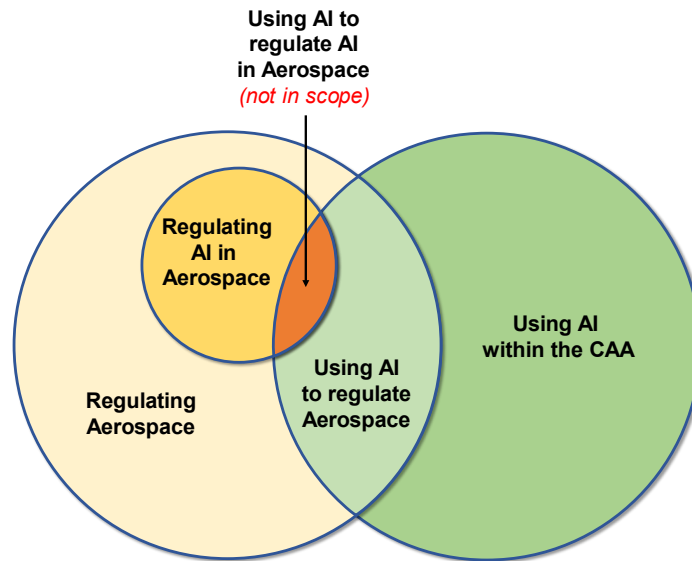 Using AI to
regulate AI
in Aerospace
(not in scope)
Regulating
AI in
Aerospace
Using AI
within the CAA
Using AI
to regulate
Aerospace
Regulating
Aerospace